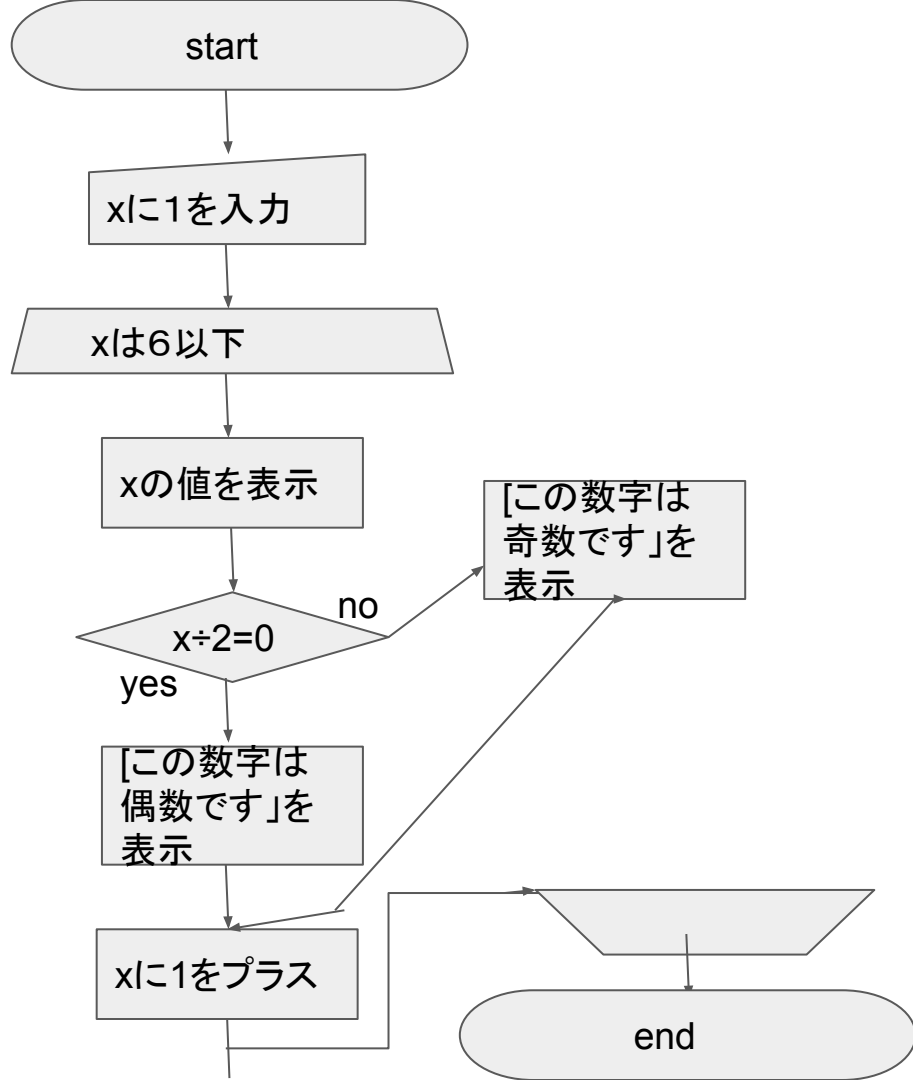 start
xに1を入力
xは６以下
xの値を表示
[この数字は
奇数です」を
表示
no
x÷2=0
yes
[この数字は
偶数です」を
表示
xに1をプラス
end